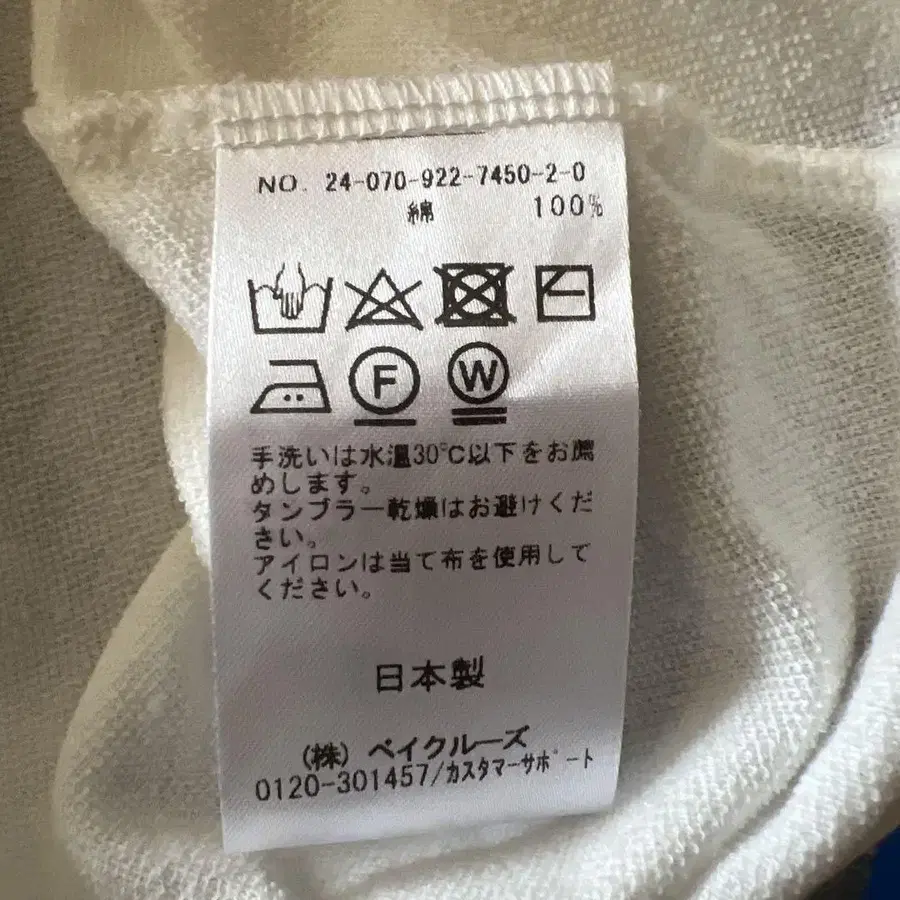 NO. 24-070-922-7450-2-0
綿 100%
F W
手洗いは水温30℃以下をお薦
めします。
タンブラー乾燥はお避けくだ
さい。
アイロンは当て布を使用して
ください。
日本製
(株) ベイクルーズ
0120-301457/カスタマーサポート